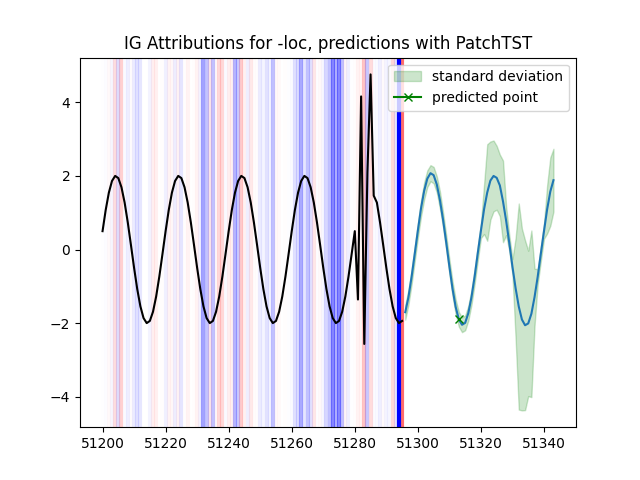 IG Attributions for -loc, predictions with PatchTST
standard deviation
predicted point
4
2
0
−2
−4
51200 51220 51240 51260 51280 51300 51320 51340